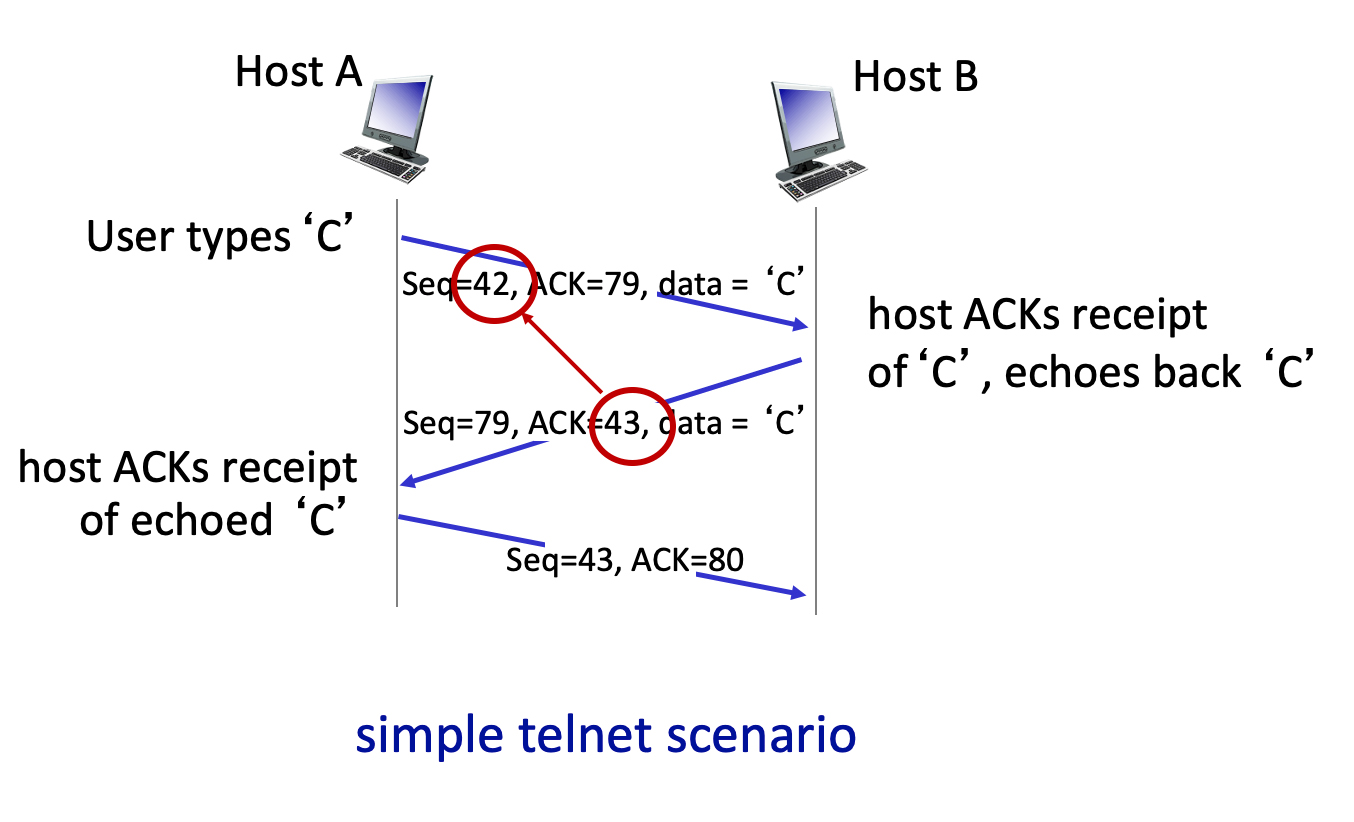 Host A
Host B
User types ‘C’
Seq=42, ACK=79, data = ‘C’
host ACKs receipt
of ‘C’ , echoes back ‘C’
Seq=79, ACK=43, data = ‘C’
host ACKs receipt
of echoed ‘C’
Seq=43, ACK=80
simple telnet scenario